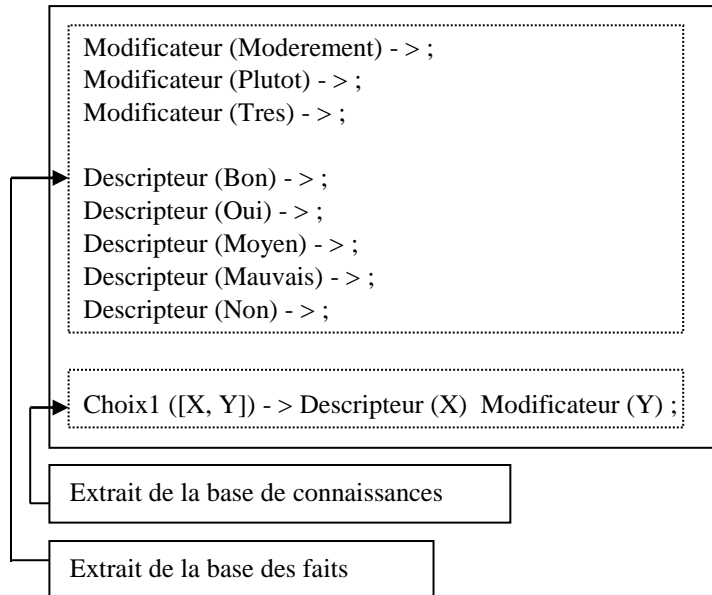 Modificateur (Moderement) - > ;
Modificateur (Plutot) - > ;
Modificateur (Tres) - > ;
Descripteur (Bon) - > ;
Descripteur (Oui) - > ;
Descripteur (Moyen) - > ;
Descripteur (Mauvais) - > ;
Descripteur (Non) - > ;
Choix1 ([X, Y]) - > Descripteur (X) Modificateur (Y) ;
Extrait de la base de connaissances
Extrait de la base des faits